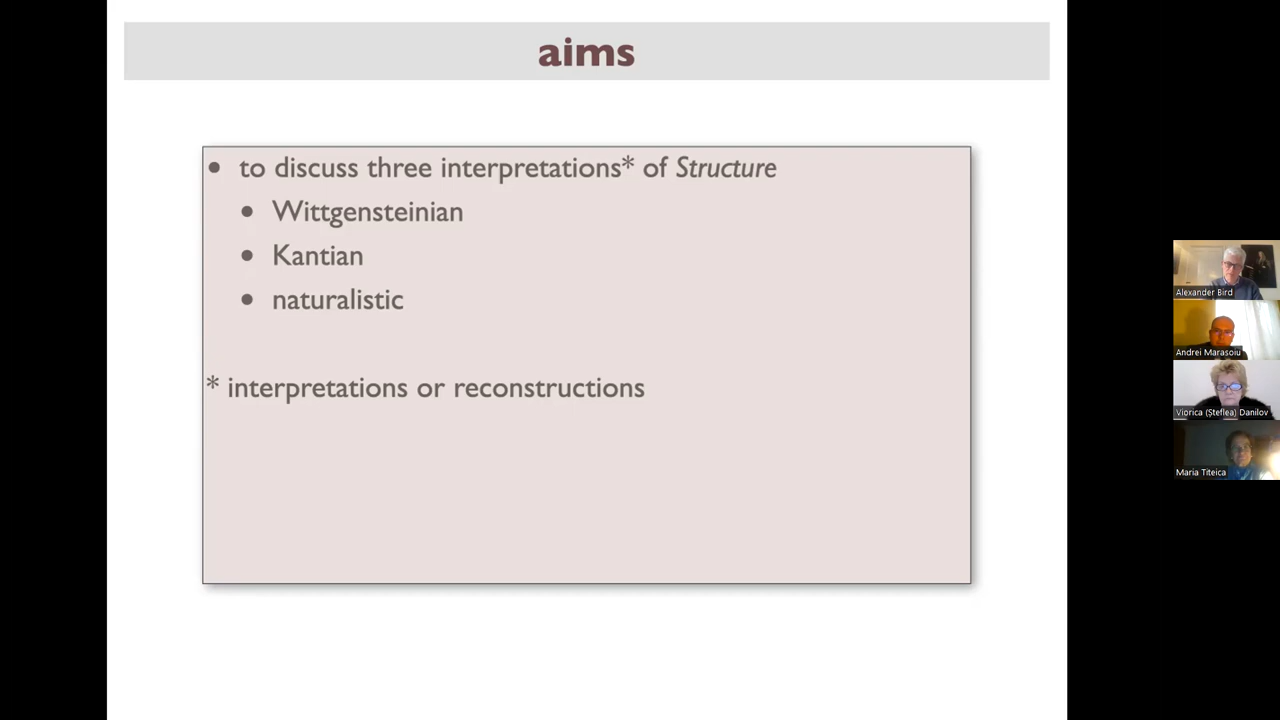 aims
• to discuss three interpretations* of Structure
• Wittgensteinian
• Kantian
• naturalistic
* interpretations or reconstructions
Alexander Bird
Andrei Marasoiu
Viorica (Șteflea) Danilov
Maria Titeica